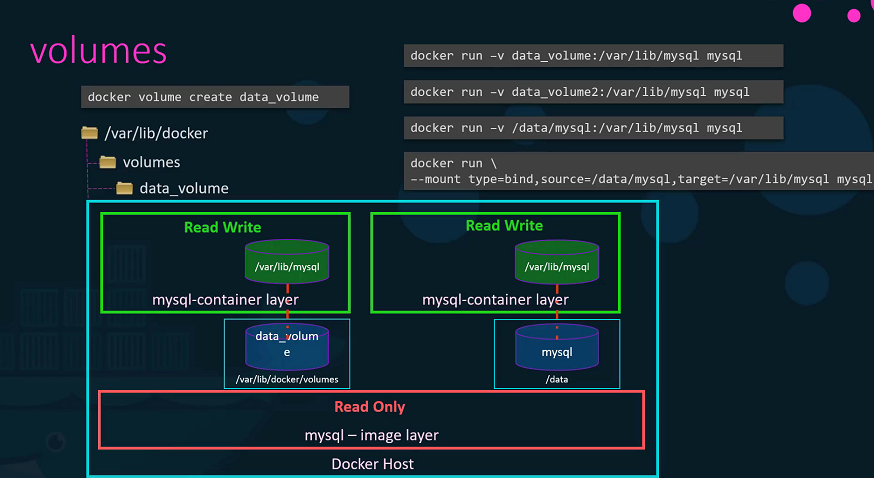 volumes
docker volume create data_volume
/var/lib/docker
volumes
data_volume
docker run –v data_volume:/var/lib/mysql mysql
docker run –v data_volume2:/var/lib/mysql mysql
docker run –v /data/mysql:/var/lib/mysql mysql
docker run \
--mount type=bind,source=/data/mysql,target=/var/lib/mysql mysql
Read Write
/var/lib/mysql
mysql-container layer
data_volum
e
/var/lib/docker/volumes
Read Write
/var/lib/mysql
mysql-container layer
mysql
/data
Read Only
mysql – image layer
Docker Host